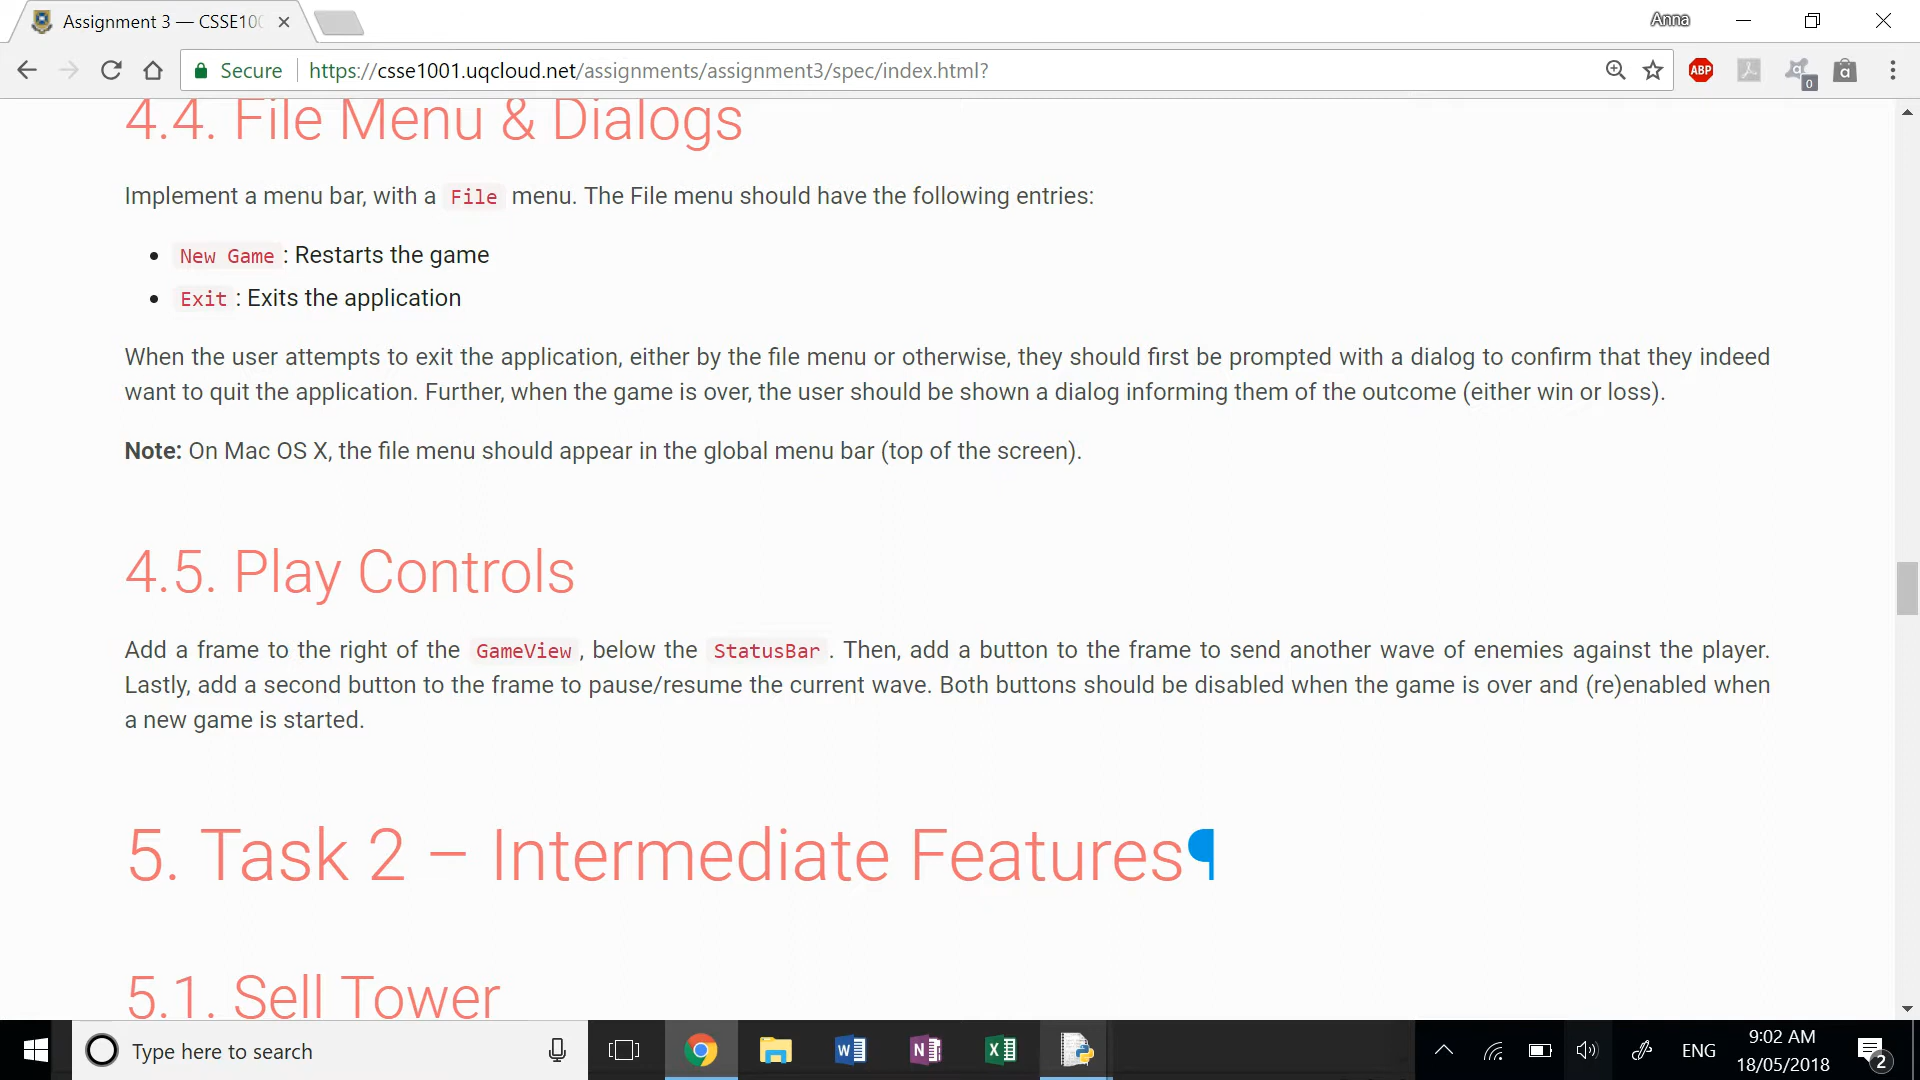 Assignment 3 — CSSE100
Anna
Secure
https://csse1001.uqcloud.net/assignments/assignment3/spec/index.html?
ABP
0
a
4.4. File Menu & Dialogs
Implement a menu bar, with a File menu. The File menu should have the following entries:
New Game : Restarts the game
Exit : Exits the application
When the user attempts to exit the application, either by the file menu or otherwise, they should first be prompted with a dialog to confirm that they indeed
want to quit the application. Further, when the game is over, the user should be shown a dialog informing them of the outcome (either win or loss).
Note: On Mac OS X, the file menu should appear in the global menu bar (top of the screen).
4.5. Play Controls
Add a frame to the right of the GameView , below the StatusBar . Then, add a button to the frame to send another wave of enemies against the player.
Lastly, add a second button to the frame to pause/resume the current wave. Both buttons should be disabled when the game is over and (re)enabled when
a new game is started.
5. Task 2 – Intermediate Features¶
5.1. Sell Tower
Type here to search
ENG
9:02 AM
18/05/2018
2